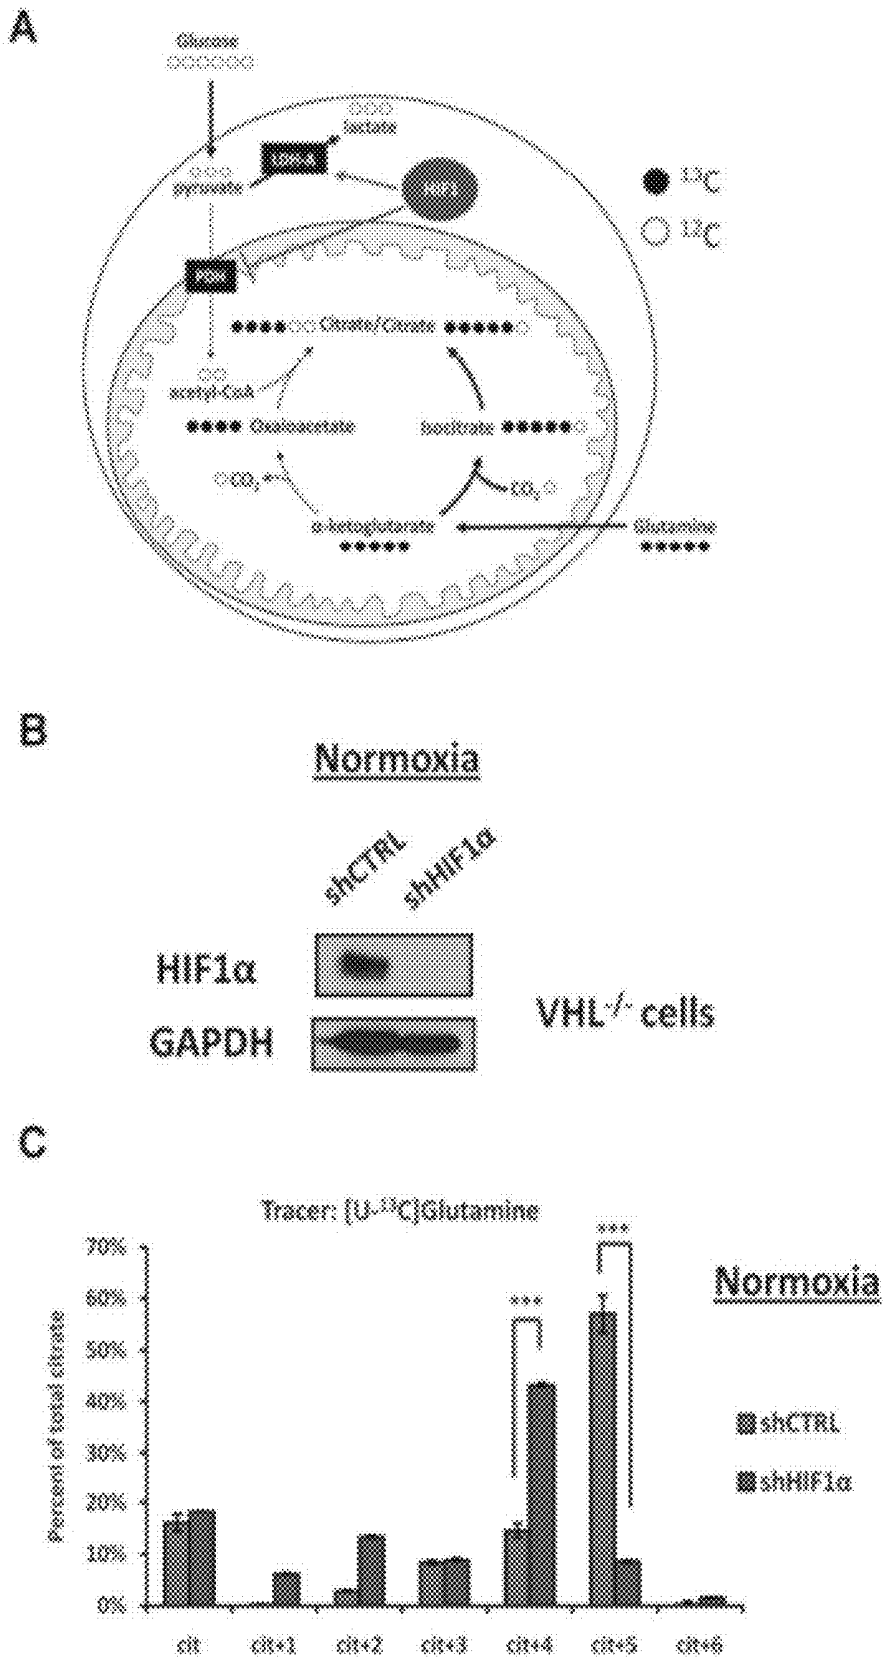 A
Glucose
lactate
LDH-A
pyruvate
HIF1
¹³C
¹²C
PDH
Citrate/Citrate
acetyl-CoA
Oxaloacetate
Isocitrate
CO₂
CO₂
α-ketoglutarate
Glutamine
B
Normoxia
shCTRL
shHIF1α
HIF1α
GAPDH
VHL⁻/⁻ cells
C
Tracer: [U-¹³C]Glutamine
***
***
Normoxia
Percent of total citrate
70%
60%
50%
40%
30%
20%
10%
0%
shCTRL
shHIF1α
cit
cit+1
cit+2
cit+3
cit+4
cit+5
cit+6